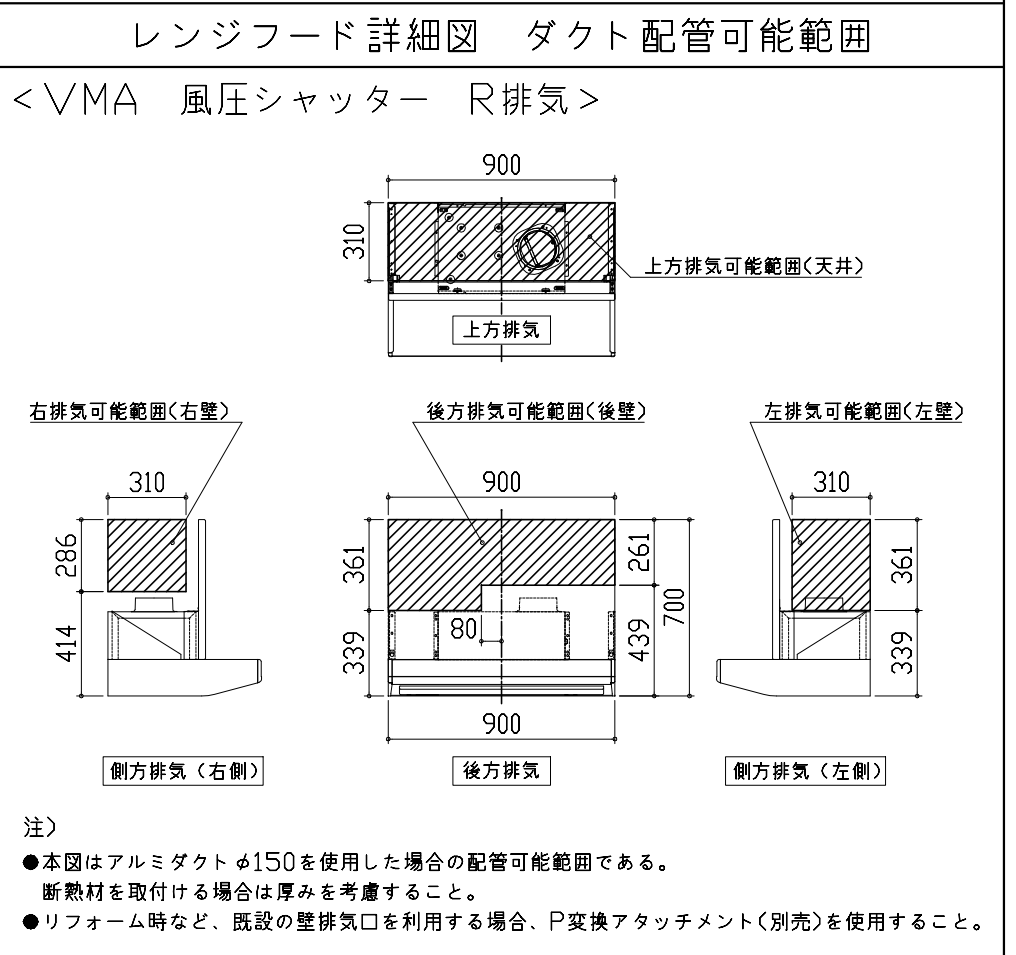 レンジフード詳細図　ダクト配管可能範囲
<VMA　風圧シャッター　R排気>
900
310
上方排気可能範囲(天井)
上方排気
右排気可能範囲(右壁)
後方排気可能範囲(後壁)
左排気可能範囲(左壁)
310
900
310
286
361
261
361
700
414
339
80
439
339
900
側方排気（右側）
後方排気
側方排気（左側）
注）
●本図はアルミダクトφ150を使用した場合の配管可能範囲である。
断熱材を取付ける場合は厚みを考慮すること。
●リフォーム時など、既設の壁排気口を利用する場合、P変換アタッチメント(別売)を使用すること。